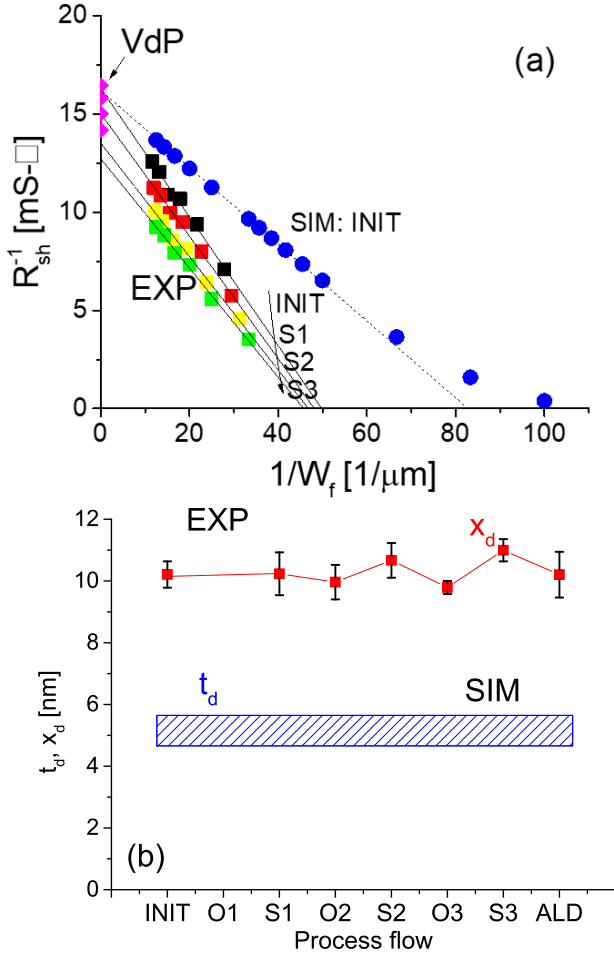 VdP
(a)
20
15
10
5
0
R_sh^-1 [mS-□]
SIM: INIT
EXP
INIT
S1
S2
S3
0 20 40 60 80 100
1/W_f [1/μm]
EXP
x_d
12
10
8
6
4
2
0
t_d, x_d [nm]
t_d
SIM
(b)
INIT O1 S1 O2 S2 O3 S3 ALD
Process flow